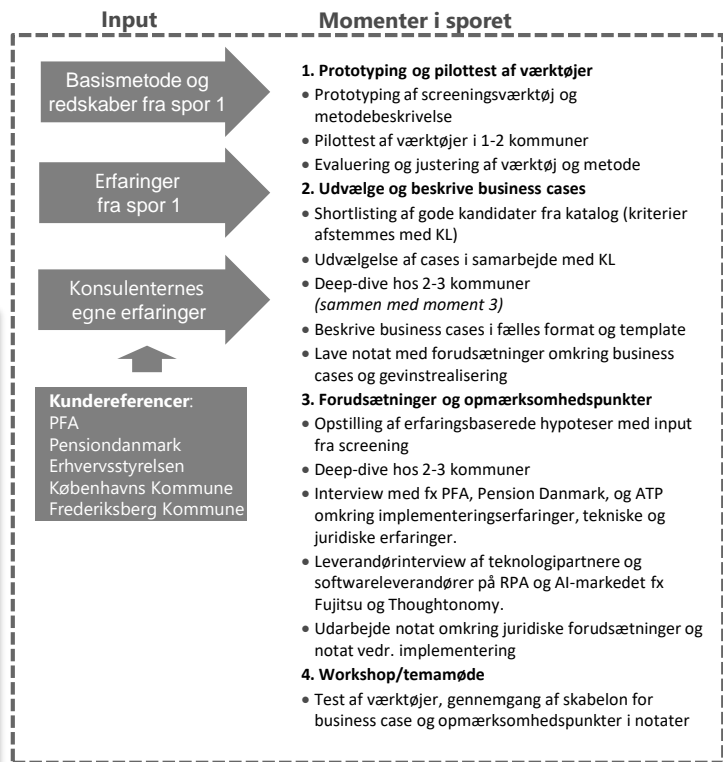 Input
Basismetode og
redskaber fra spor 1
Erfaringer
fra spor 1
Konsulenternes
egne erfaringer
Kundereferencer:
PFA
Pensiondanmark
Erhvervsstyrelsen
Københavns Kommune
Frederiksberg Kommune
Momenter i sporet
1. Prototyping og pilottest af værktøjer
• Prototyping af screeningsværktøj og
metodebeskrivelse
• Pilottest af værktøjer i 1-2 kommuner
• Evaluering og justering af værktøj og metode
2. Udvælge og beskrive business cases
• Shortlisting af gode kandidater fra katalog (kriterier
afstemmes med KL)
• Udvælgelse af cases i samarbejde med KL
• Deep-dive hos 2-3 kommuner
(sammen med moment 3)
• Beskrive business cases i fælles format og template
• Lave notat med forudsætninger omkring business
cases og gevinstrealisering
3. Forudsætninger og opmærksomhedspunkter
• Opstilling af erfaringsbaserede hypoteser med input
fra screening
• Deep-dive hos 2-3 kommuner
• Interview med fx PFA, Pension Danmark, og ATP
omkring implementeringserfaringer, tekniske og
juridiske erfaringer.
• Leverandørinterview af teknologipartnere og
softwareleverandører på RPA og AI-markedet fx
Fujitsu og Thoughtonomy.
• Udarbejde notat omkring juridiske forudsætninger og
notat vedr. implementering
4. Workshop/temamøde
• Test af værktøjer, gennemgang af skabelon for
business case og opmærksomhedspunkter i notater